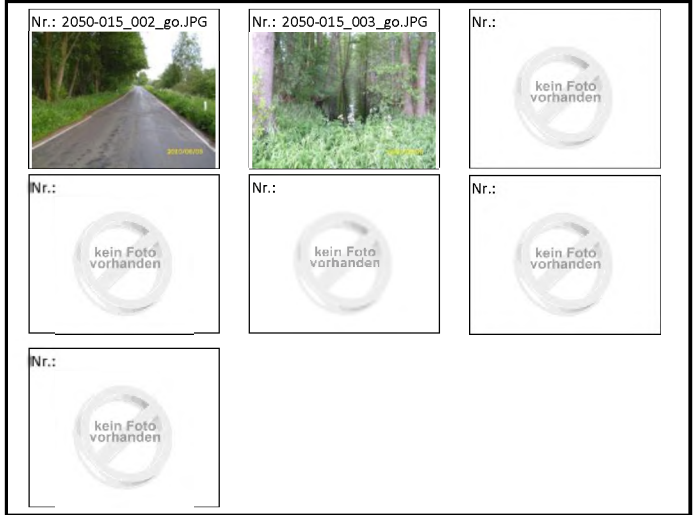 Nr.: 2050-015_002_go.JPG
Nr.: 2050-015_003_go.JPG
Nr.:
kein Foto
vorhanden
Nr.:
kein Foto
vorhanden
Nr.:
kein Foto
vorhanden
Nr.:
kein Foto
vorhanden
Nr.:
kein Foto
vorhanden